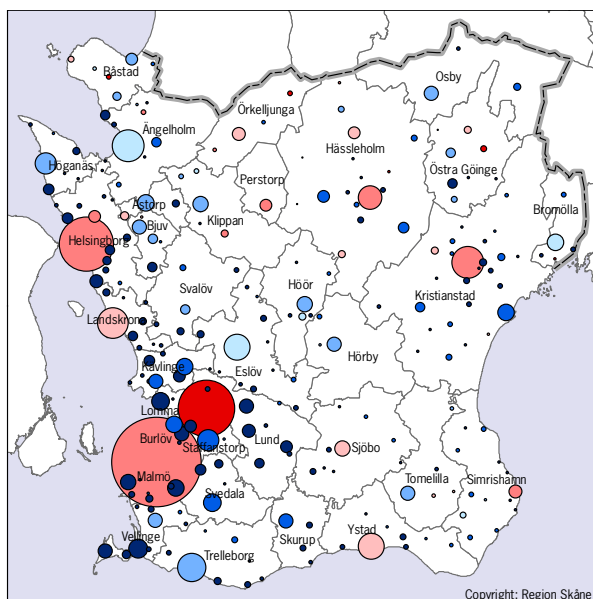 Båstad
Osby
Örkelljunga
Ängelholm
Hässleholm
Höganäs
Östra Göinge
Perstorp
Åstorp
Klippan
Bromölla
Bjuv
Helsingborg
Svalöv
Höör
Kristianstad
Landskrona
Hörby
Kävlinge
Eslöv
Lomma
Burlöv
Lund
Staffanstorp
Sjöbo
Malmö
Tomelilla
Simrishamn
Svedala
Vellinge
Skurup
Ystad
Trelleborg
Copyright: Region Skåne